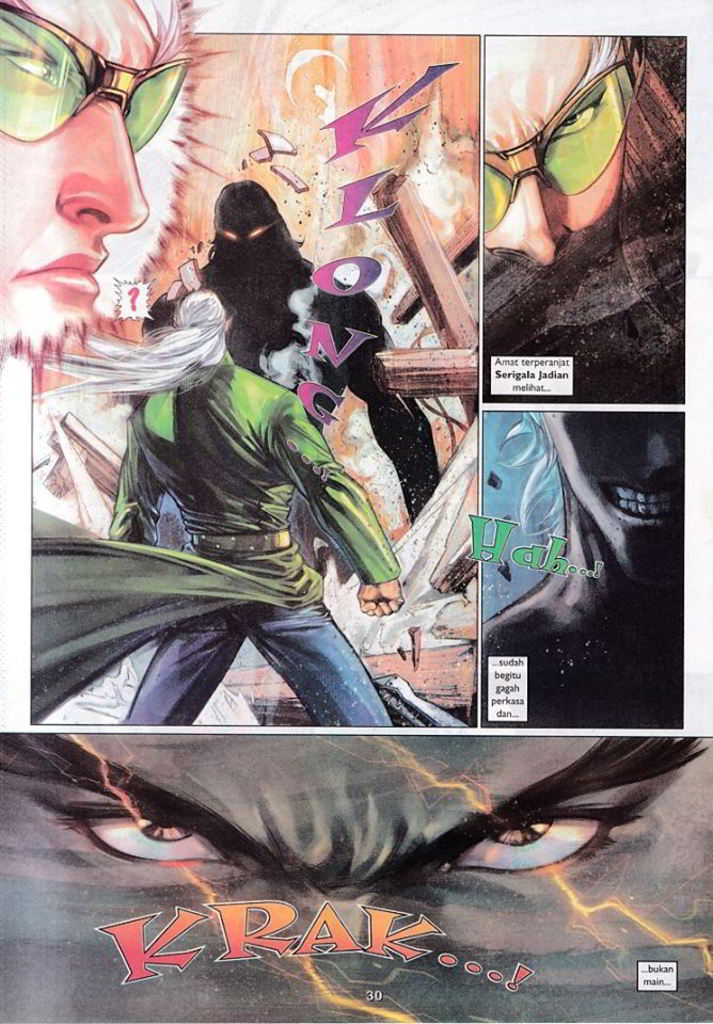 ?
KLONG...!
Amat terperanjat
Serigala Jadian
melihat...
Hah...!
...sudah
begitu
gagah
perkasa
dan...
KRAK...!
...bukan
main...
30